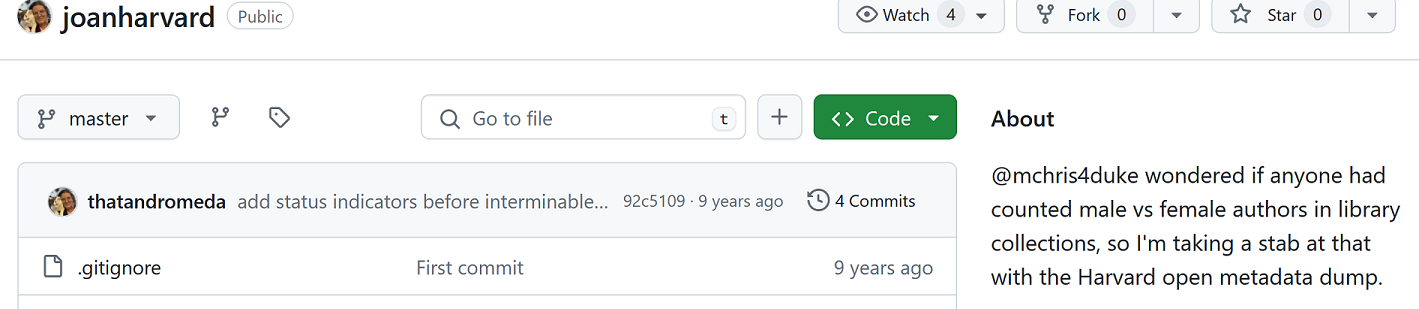 joanharvard Public Watch 4 Fork 0 Star 0
master Go to file t Code
About
thatandromeda add status indicators before interminable... 92c5109 · 9 years ago 4 Commits
.gitignore First commit 9 years ago
@mchris4duke wondered if anyone had
counted male vs female authors in library
collections, so I'm taking a stab at that
with the Harvard open metadata dump.